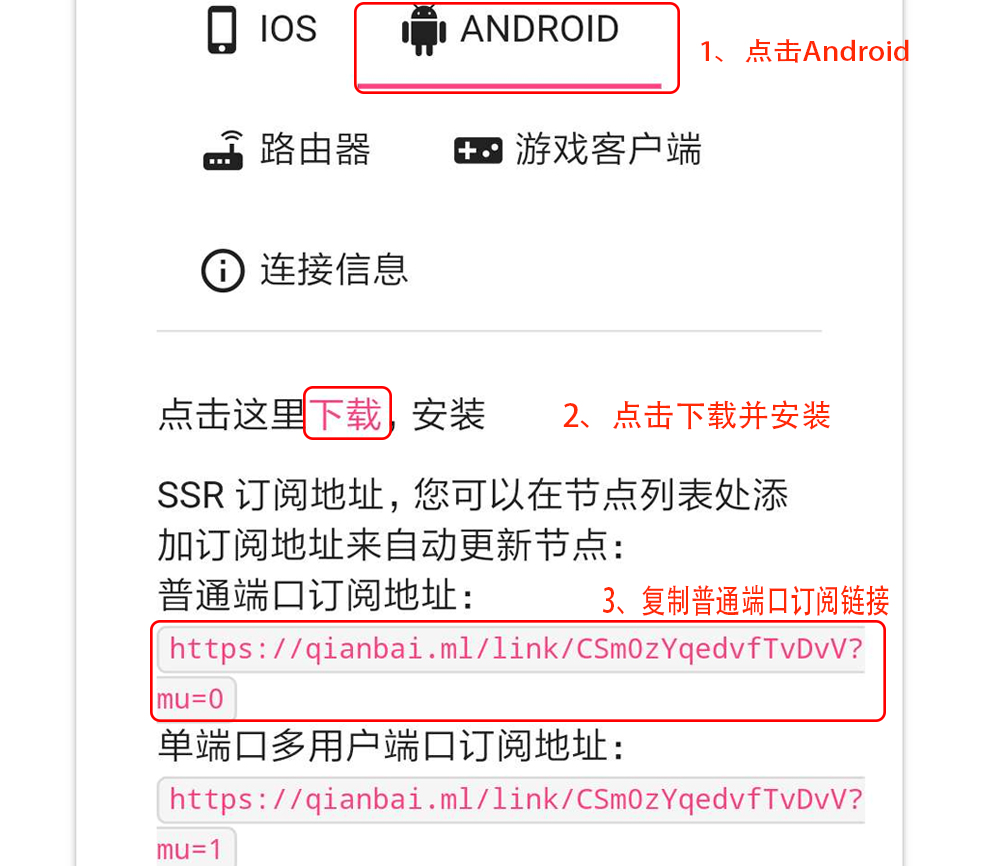 IOS
ANDROID
1、点击Android
路由器
游戏客户端
连接信息
点击这里下载，安装
2、点击下载并安装
SSR 订阅地址，您可以在节点列表处添
加订阅地址来自动更新节点：
普通端口订阅地址：
3、复制普通端口订阅链接
https://qianbai.ml/link/CSm0zYqedvfTvDvV?
mu=0
单端口多用户端口订阅地址：
https://qianbai.ml/link/CSm0zYqedvfTvDvV?
mu=1